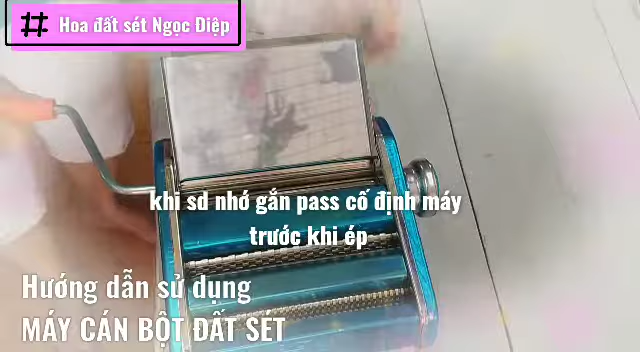 # Hoa đất sét Ngọc Điệp
khi sd nhớ gắn pass cố định máy
trước khi ép
Hướng dẫn sử dụng
MÁY CÁN BỘT ĐẤT SÉT